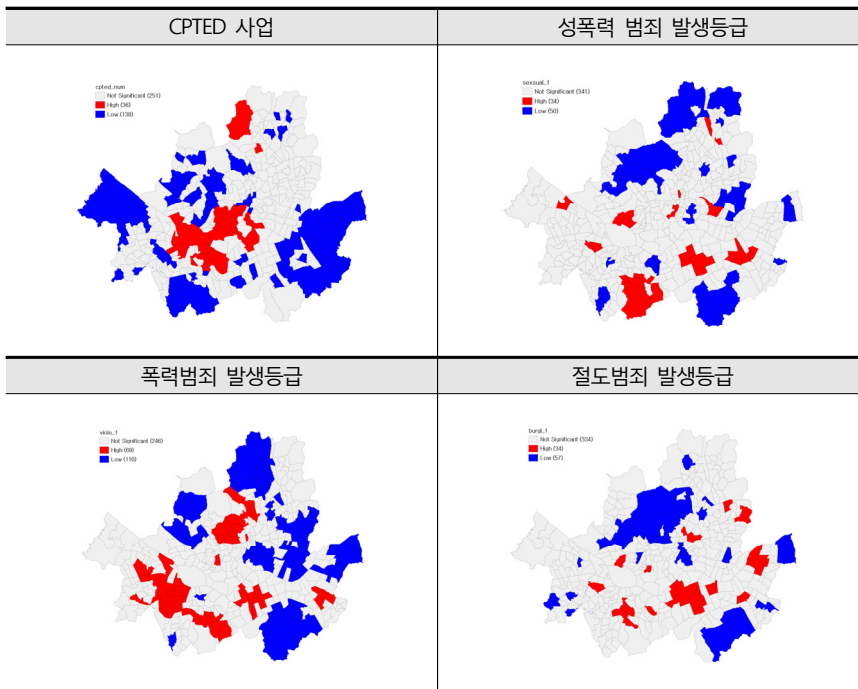 CPTED 사업
성폭력 범죄 발생등급
cpted_num
Not Significant (251)
High (36)
Low (138)
sexsual_1
Not Significant (341)
High (34)
Low (50)
폭력범죄 발생등급
절도범죄 발생등급
viole_1
Not Significant (246)
High (69)
Low (110)
burgl_1
Not Significant (334)
High (34)
Low (57)